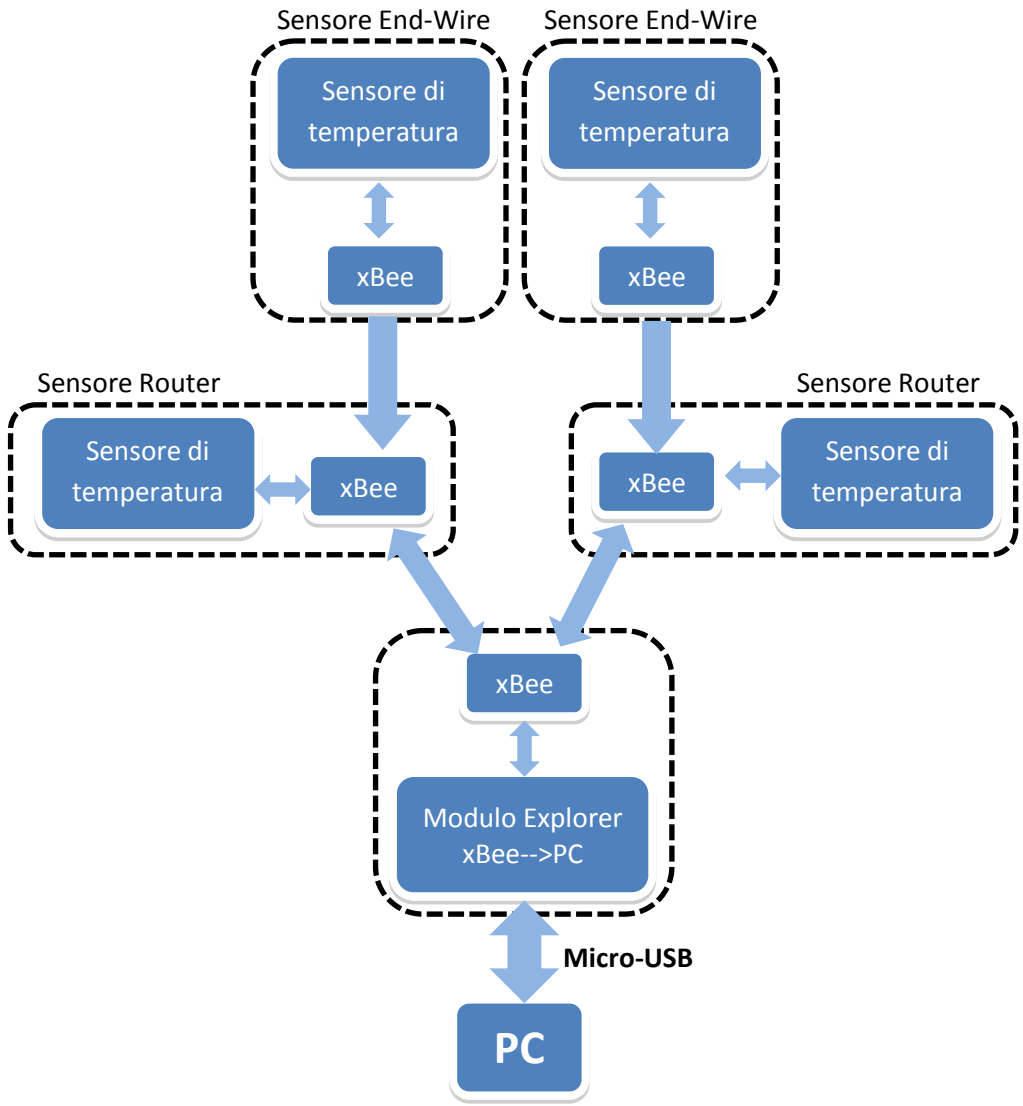 Sensore End-Wire
Sensore End-Wire
Sensore di
temperatura
Sensore di
temperatura
xBee
xBee
Sensore Router
Sensore Router
Sensore di
temperatura
xBee
xBee
Sensore di
temperatura
xBee
Modulo Explorer
xBee-->PC
Micro-USB
PC